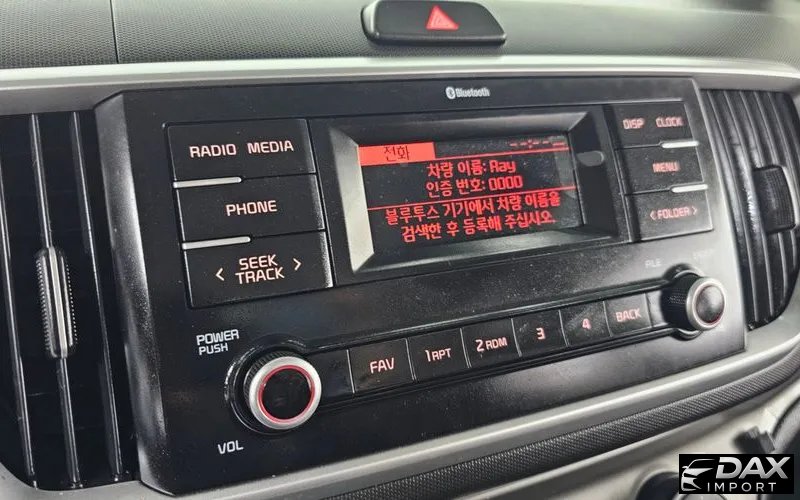 Bluetooth
RADIO MEDIA
PHONE
< SEEK TRACK >
전화
--:--
차량 이름: Ray
인증 번호: 0000
블루투스 기기에서 차량 이름을
검색한 후 등록해 주십시오.
DISP CLOCK
MENU
< FOLDER >
POWER
PUSH
VOL
FAV
1 RPT
2 RDM
3
4
BACK
FILE
DAX
IMPORT